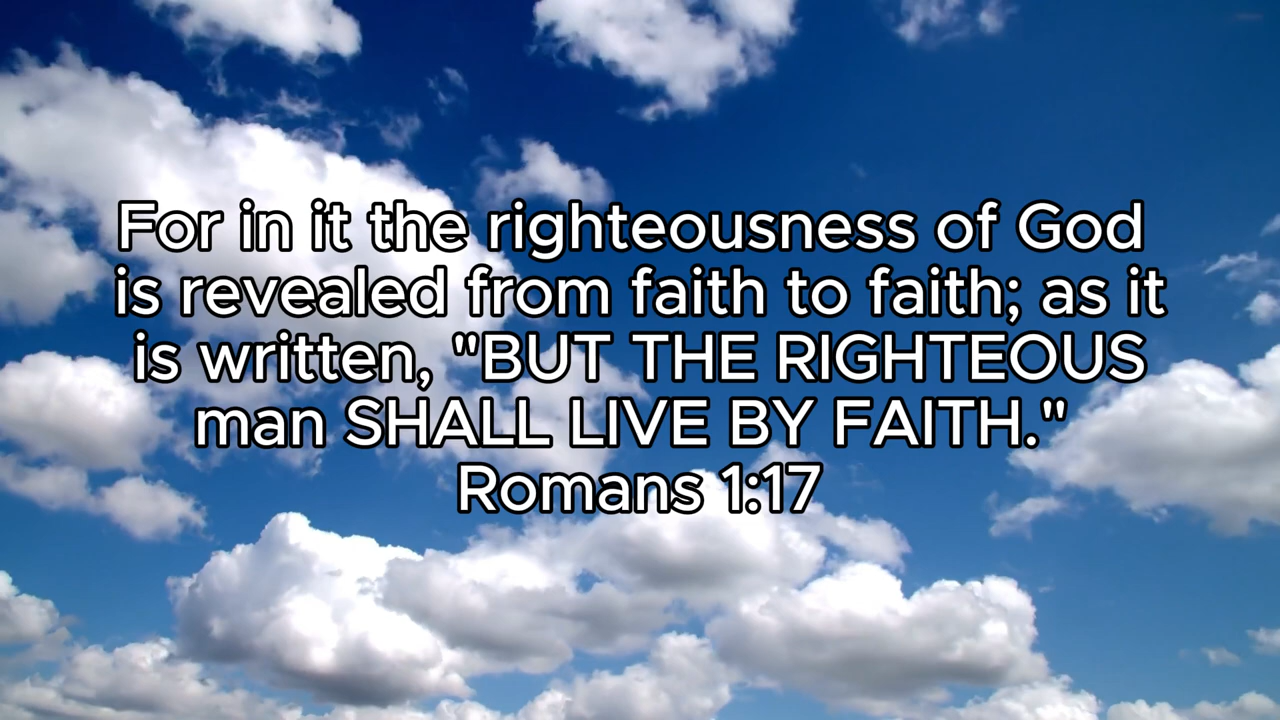 For in it the righteousness of God
is revealed from faith to faith; as it
is written, "BUT THE RIGHTEOUS
man SHALL LIVE BY FAITH."
Romans 1:17